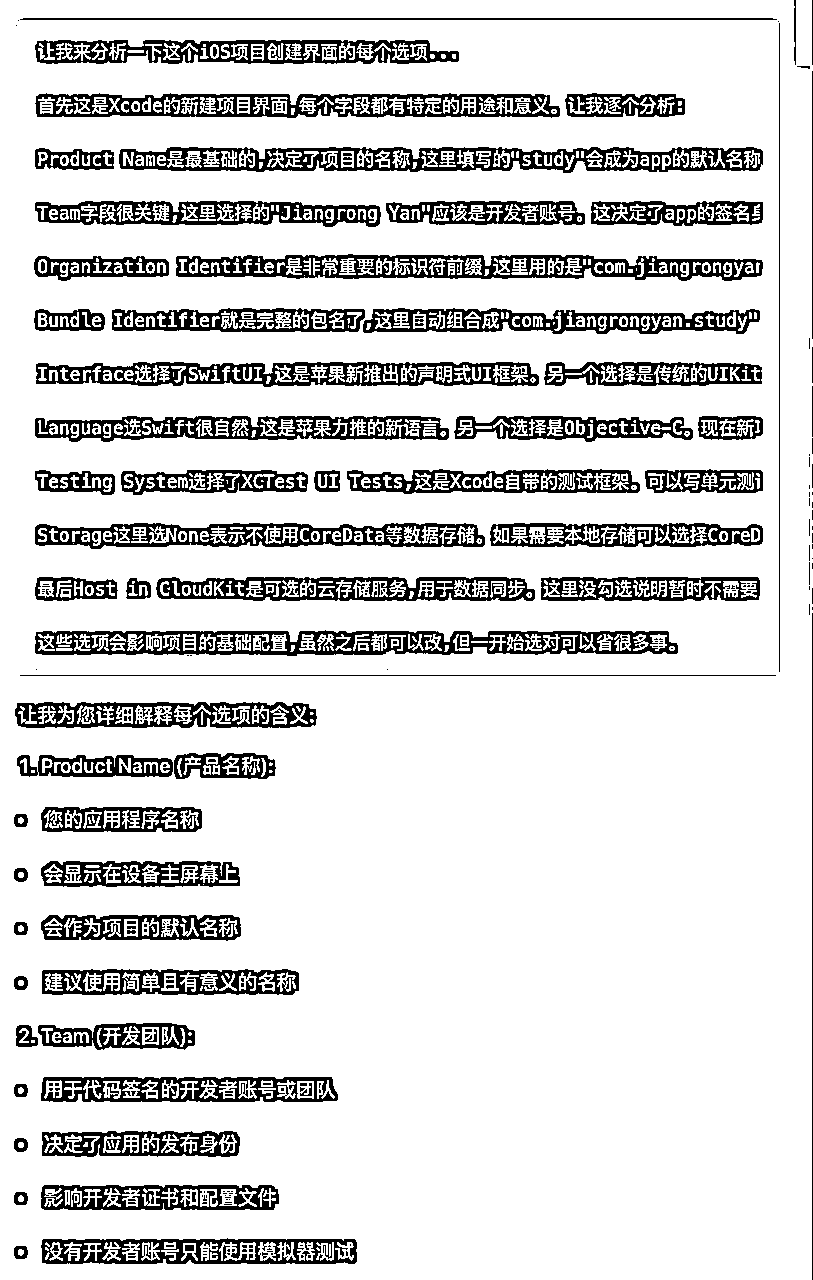 让我来分析一下这个iOS项目创建界面的每个选项...
首先这是Xcode的新建项目界面,每个字段都有特定的用途和意义。让我逐个分析:
Product Name是最基础的,决定了项目的名称,这里填写的"study"会成为app的默认名称
Team字段很关键,这里选择的"Jiangrong Yan"应该是开发者账号。这决定了app的签名
Organization Identifier是非常重要的标识符前缀,这里用的是"com.jiangrongyan
Bundle Identifier就是完整的包名了,这里自动组合成"com.jiangrongyan.study"
Interface选择了SwiftUI,这是苹果新推出的声明式UI框架。另一个选择是传统的UIKit
Language选Swift很自然,这是苹果力推的新语言。另一个选择是Objective-C。现在新
Testing System选择了XCTest UI Tests,这是Xcode自带的测试框架。可以写单元测
Storage这里选None表示不使用CoreData等数据存储。如果需要本地存储可以选择CoreD
最后Host in CloudKit是可选的云存储服务,用于数据同步。这里没勾选说明暂时不需要
这些选项会影响项目的基础配置,虽然之后都可以改,但一开始选对可以省很多事。
让我为您详细解释每个选项的含义:
1. Product Name (产品名称):
您的应用程序名称
会显示在设备主屏幕上
会作为项目的默认名称
建议使用简单且有意义的名称
2. Team (开发团队):
用于代码签名的开发者账号或团队
决定了应用的发布身份
影响开发者证书和配置文件
没有开发者账号只能使用模拟器测试